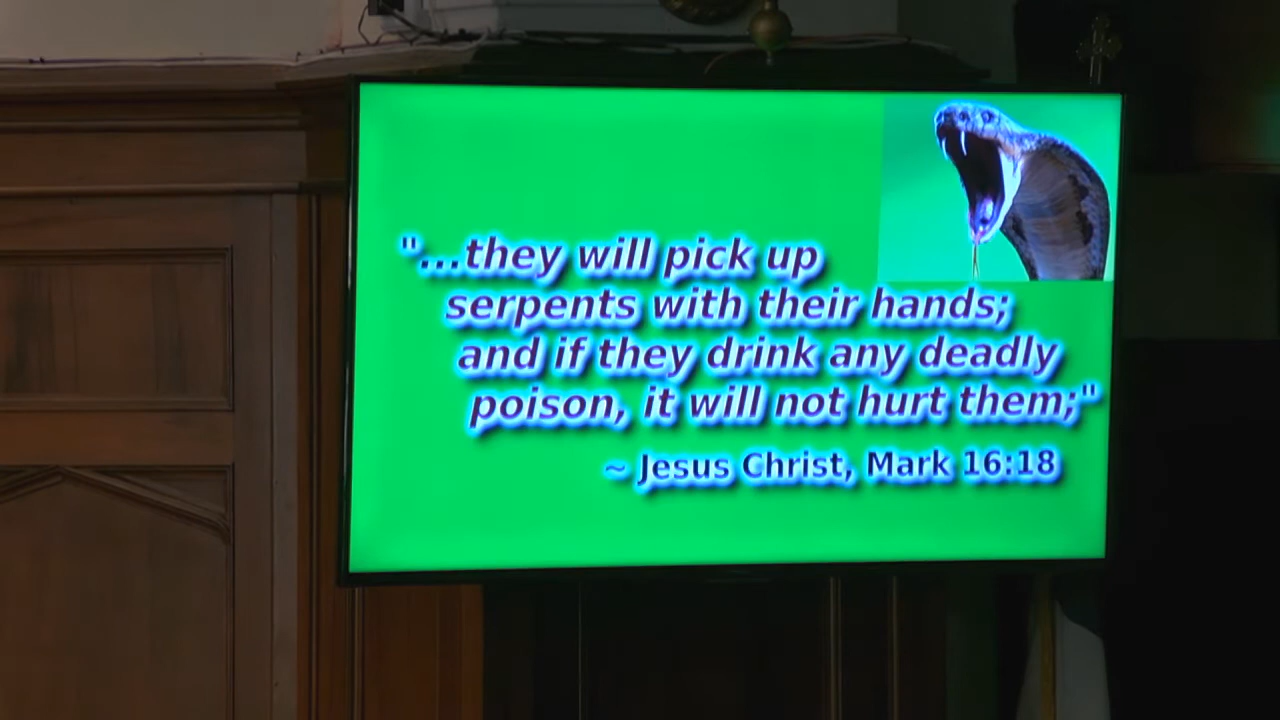 "...they will pick up
serpents with their hands;
and if they drink any deadly
poison, it will not hurt them;"
~ Jesus Christ, Mark 16:18